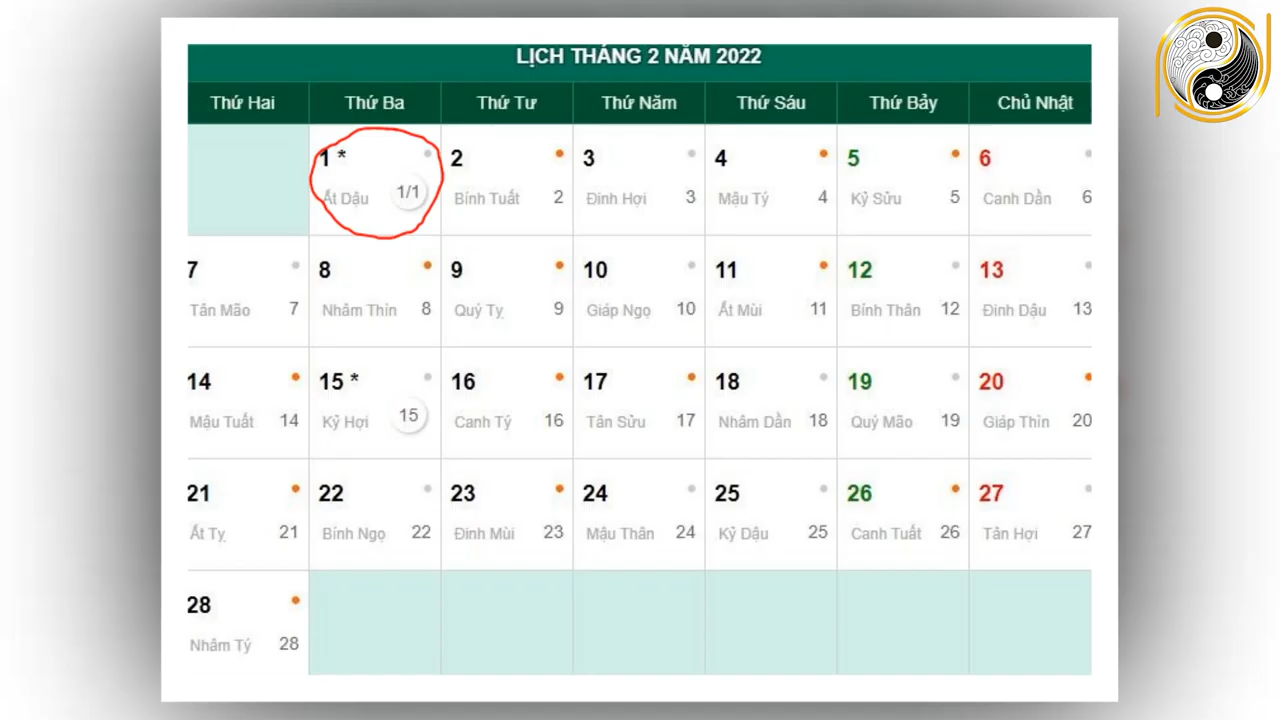 LỊCH THÁNG 2 NĂM 2022
Thứ Hai Thứ Ba Thứ Tư Thứ Năm Thứ Sáu Thứ Bảy Chủ Nhật
1 * 2 3 4 5 6
Ất Dậu 1/1 Bính Tuất 2 Đinh Hợi 3 Mậu Tý 4 Kỷ Sửu 5 Canh Dần 6
7 8 9 10 11 12 13
Tân Mão 7 Nhâm Thìn 8 Quý Tỵ 9 Giáp Ngọ 10 Ất Mùi 11 Bính Thân 12 Đinh Dậu 13
14 15 * 16 17 18 19 20
Mậu Tuất 14 Kỷ Hợi 15 Canh Tý 16 Tân Sửu 17 Nhâm Dần 18 Quý Mão 19 Giáp Thìn 20
21 22 23 24 25 26 27
Ất Tỵ 21 Bính Ngọ 22 Đinh Mùi 23 Mậu Thân 24 Kỷ Dậu 25 Canh Tuất 26 Tân Hợi 27
28
Nhâm Tý 28